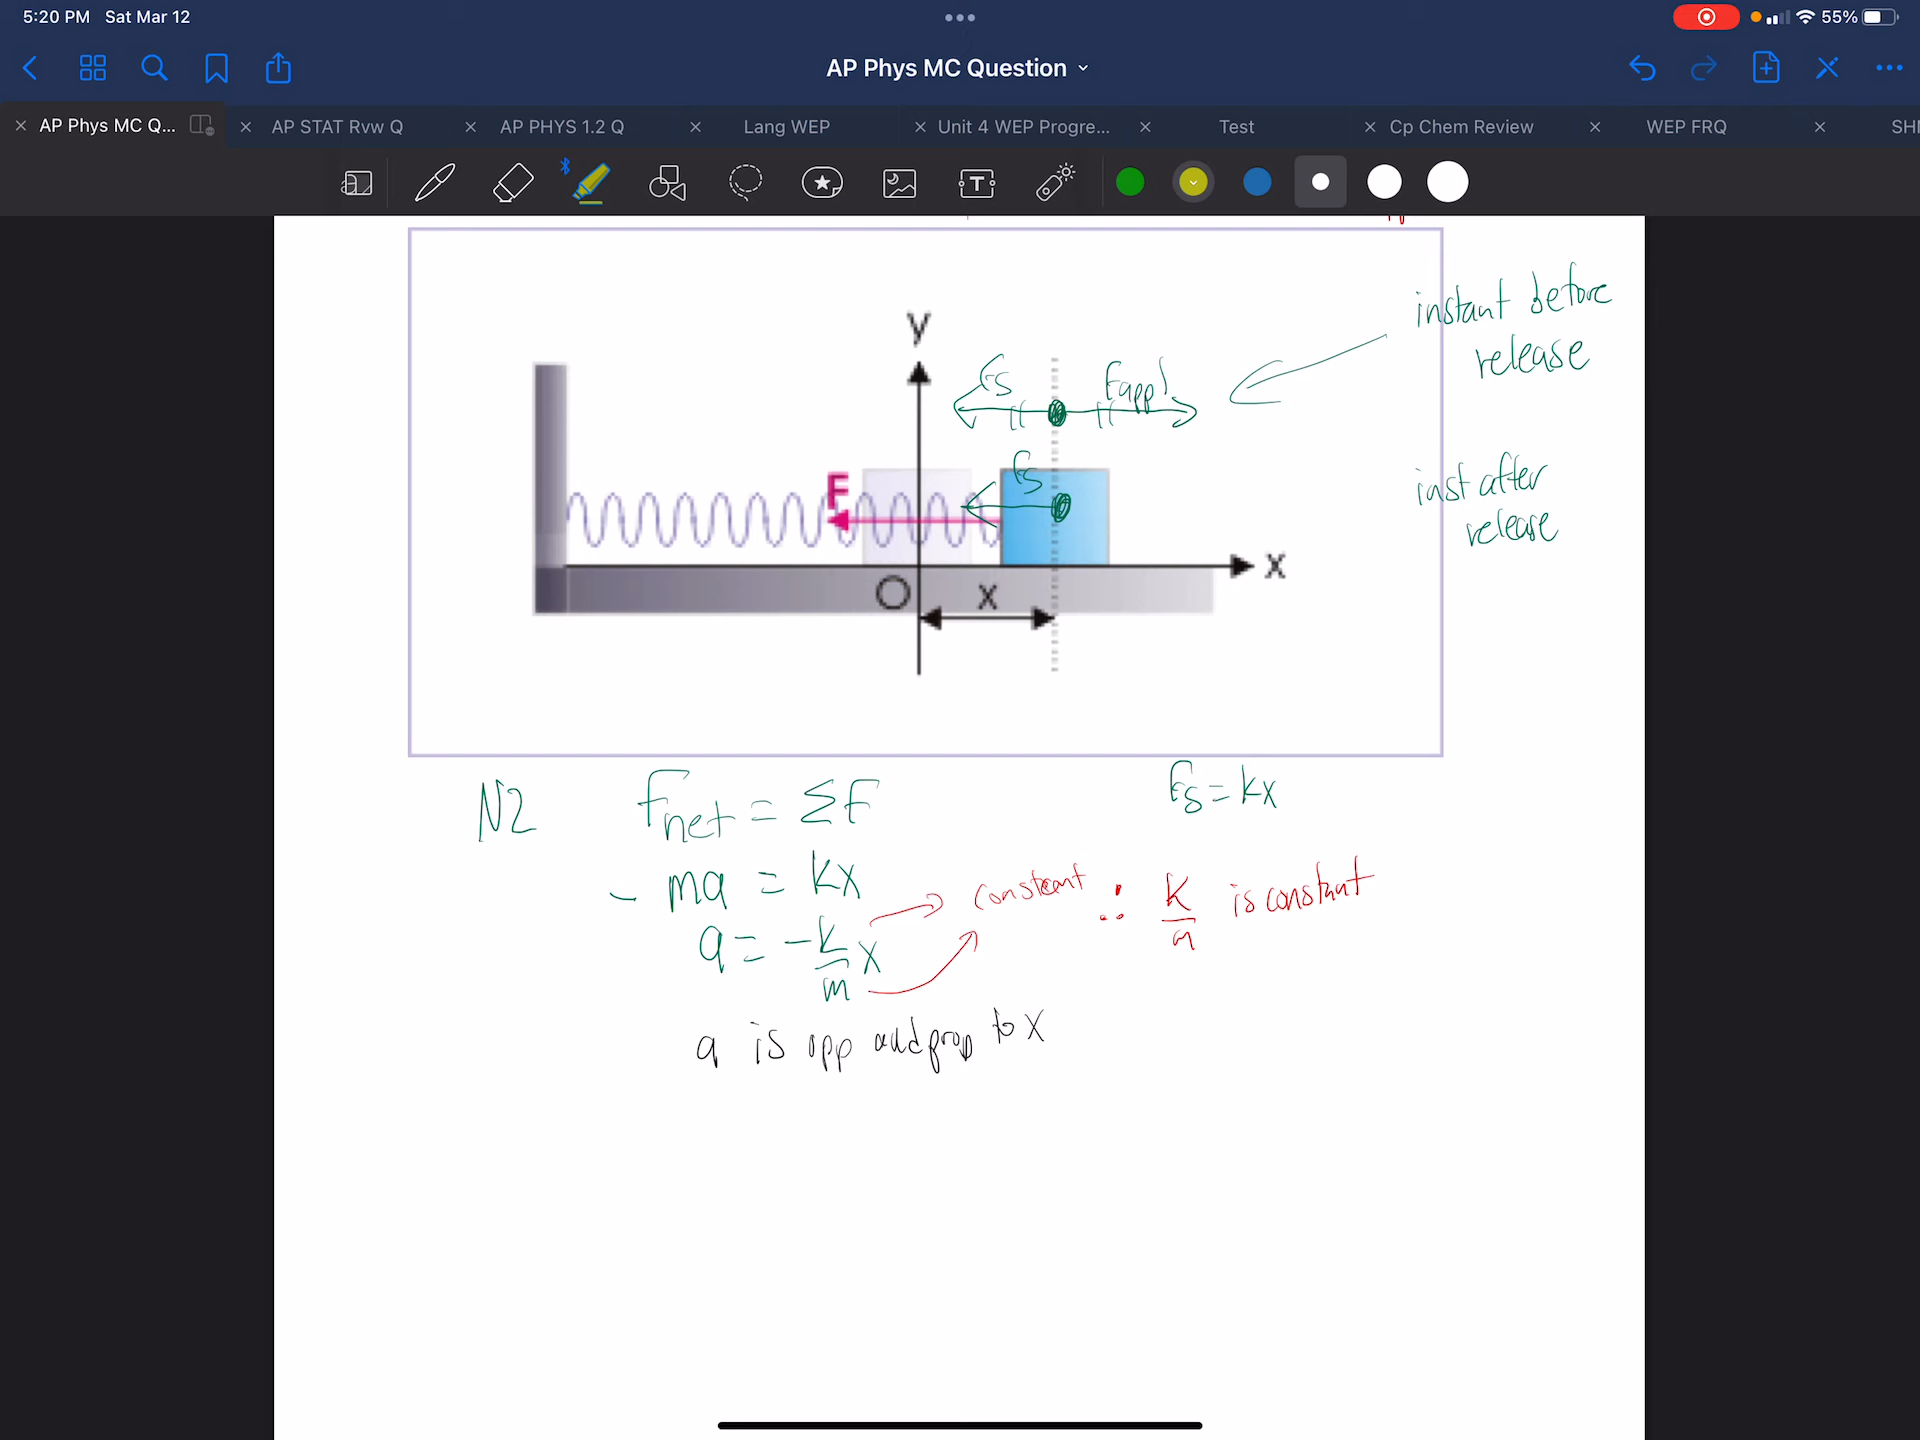 5:20 PM Sat Mar 12
55%
AP Phys MC Question
AP Phys MC Q...
AP STAT Rvw Q
AP PHYS 1.2 Q
Lang WEP
Unit 4 WEP Progre...
Test
Cp Chem Review
WEP FRQ
SHI
T
instant before
release
y
Fs
Fapp
Fs
F
inst after
release
x
O
x
N2
Fnet = ΣF
Fs = kx
- ma = kx
constant ∴ k/m is constant
a = -k/m x
a is opp and prop to x